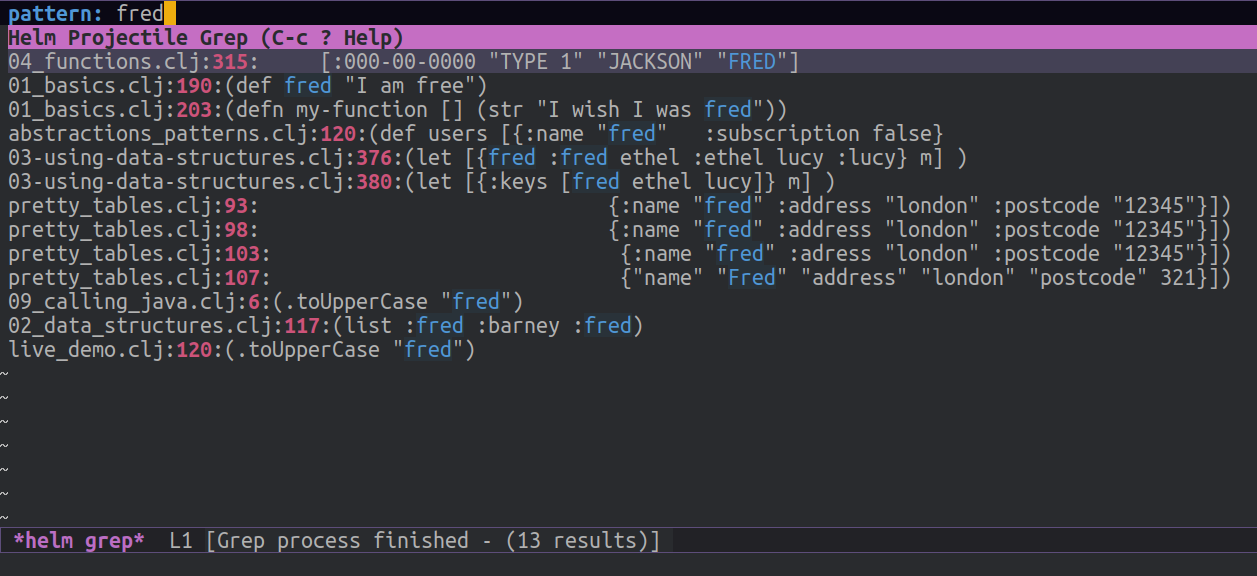 pattern: fred
Helm Projectile Grep (C-c ? Help)
04_functions.clj:315:     [:000-00-0000 "TYPE 1" "JACKSON" "FRED"]
01_basics.clj:190:(def fred "I am free")
01_basics.clj:203:(defn my-function [] (str "I wish I was fred"))
abstractions_patterns.clj:120:(def users [{:name "fred"   :subscription false}
03-using-data-structures.clj:376:(let [{fred :fred ethel :ethel lucy :lucy} m] )
03-using-data-structures.clj:380:(let [{:keys [fred ethel lucy]} m] )
pretty_tables.clj:93:                             {:name "fred" :address "london" :postcode "12345"}])
pretty_tables.clj:98:                             {:name "fred" :address "london" :postcode "12345"}])
pretty_tables.clj:103:                             {:name "fred" :adress "london" :postcode "12345"}])
pretty_tables.clj:107:                             {"name" "Fred" "address" "london" "postcode" 321}])
09_calling_java.clj:6:(.toUpperCase "fred")
02_data_structures.clj:117:(list :fred :barney :fred)
live_demo.clj:120:(.toUpperCase "fred")
~
~
~
~
~
~
~
*helm grep*  L1 [Grep process finished - (13 results)]